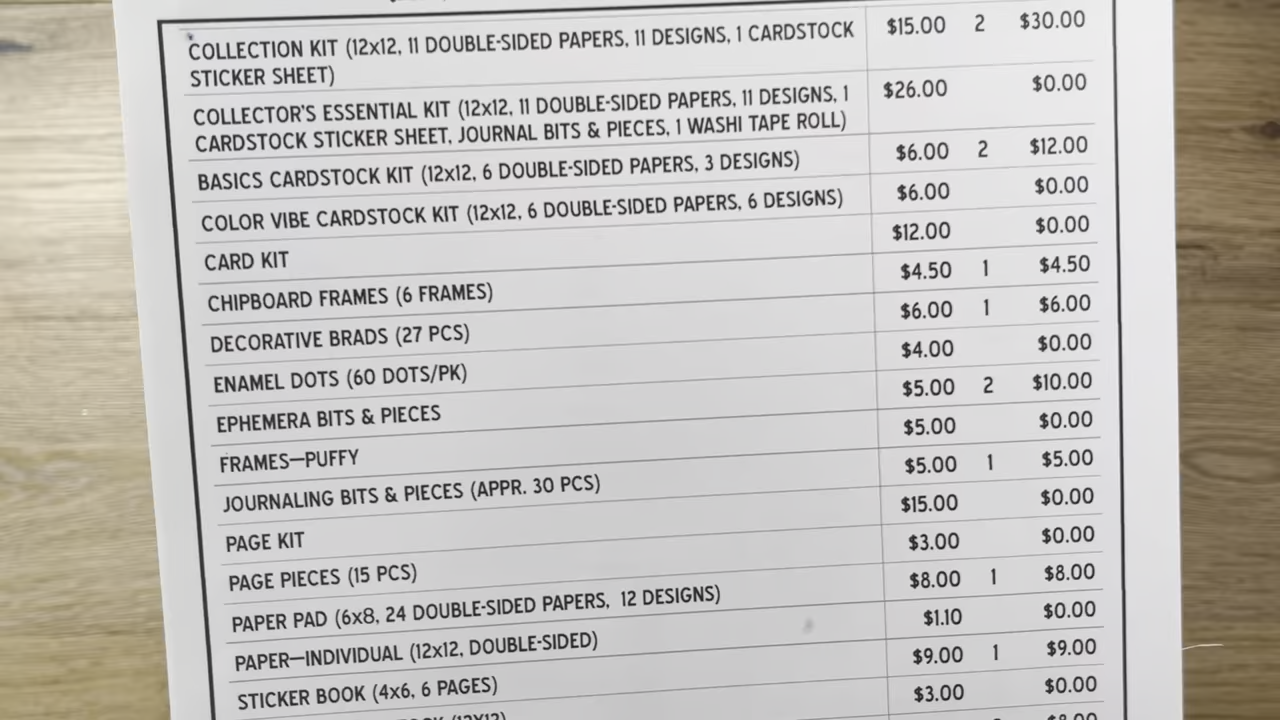 COLLECTION KIT (12x12, 11 DOUBLE-SIDED PAPERS, 11 DESIGNS, 1 CARDSTOCK $15.00 2 $30.00
STICKER SHEET)
COLLECTOR'S ESSENTIAL KIT (12x12, 11 DOUBLE-SIDED PAPERS, 11 DESIGNS, 1 $26.00 $0.00
CARDSTOCK STICKER SHEET, JOURNAL BITS & PIECES, 1 WASHI TAPE ROLL)
BASICS CARDSTOCK KIT (12x12, 6 DOUBLE-SIDED PAPERS, 3 DESIGNS) $6.00 2 $12.00
COLOR VIBE CARDSTOCK KIT (12x12, 6 DOUBLE-SIDED PAPERS, 6 DESIGNS) $6.00 $0.00
CARD KIT $12.00 $0.00
CHIPBOARD FRAMES (6 FRAMES) $4.50 1 $4.50
DECORATIVE BRADS (27 PCS) $6.00 1 $6.00
ENAMEL DOTS (60 DOTS/PK) $4.00 $0.00
EPHEMERA BITS & PIECES $5.00 2 $10.00
FRAMES—PUFFY $5.00 $0.00
JOURNALING BITS & PIECES (APPR. 30 PCS) $5.00 1 $5.00
PAGE KIT $15.00 $0.00
PAGE PIECES (15 PCS) $3.00 $0.00
PAPER PAD (6x8, 24 DOUBLE-SIDED PAPERS, 12 DESIGNS) $8.00 1 $8.00
PAPER—INDIVIDUAL (12x12, DOUBLE-SIDED) $1.10 $0.00
STICKER BOOK (4x6, 6 PAGES) $9.00 1 $9.00
(12X12) $3.00 $0.00